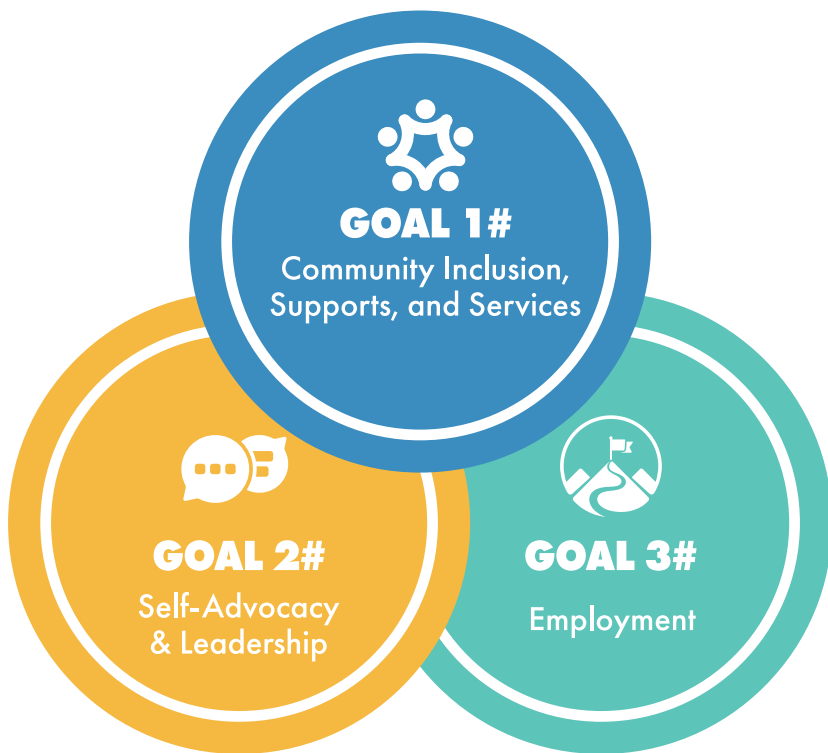 GOAL 1#
Community Inclusion,
Supports, and Services
GOAL 2#
Self-Advocacy
& Leadership
GOAL 3#
Employment